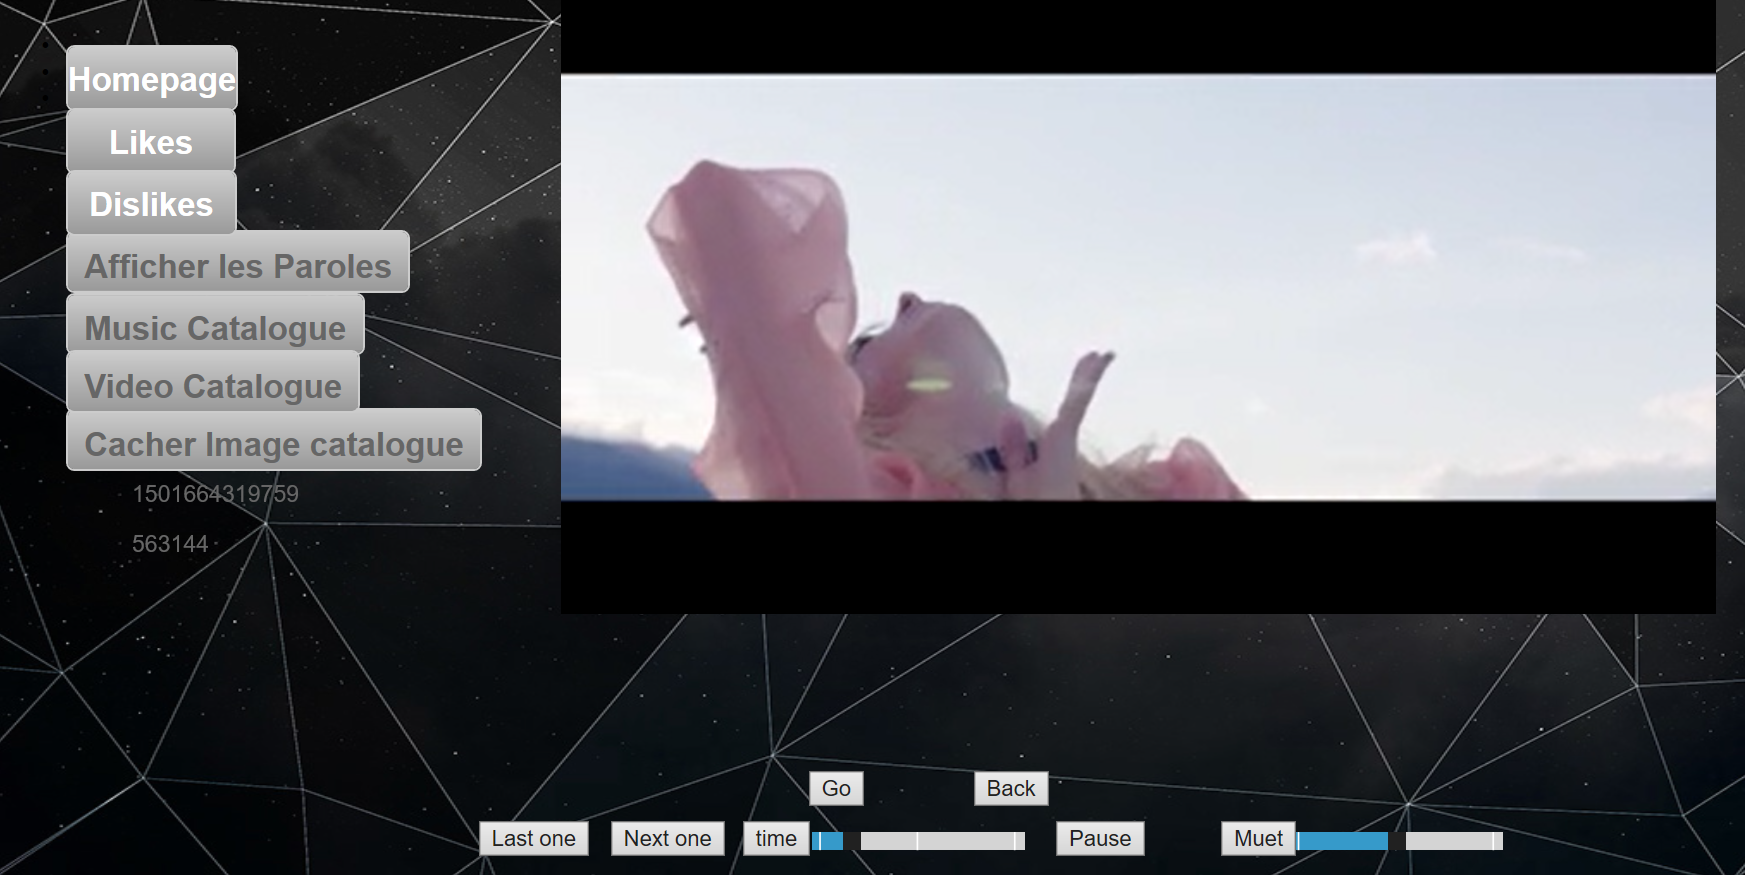 Homepage
Likes
Dislikes
Afficher les Paroles
Music Catalogue
Video Catalogue
Cacher Image catalogue
1501664319759
563144
Go
Back
Last one
Next one
time
Pause
Muet